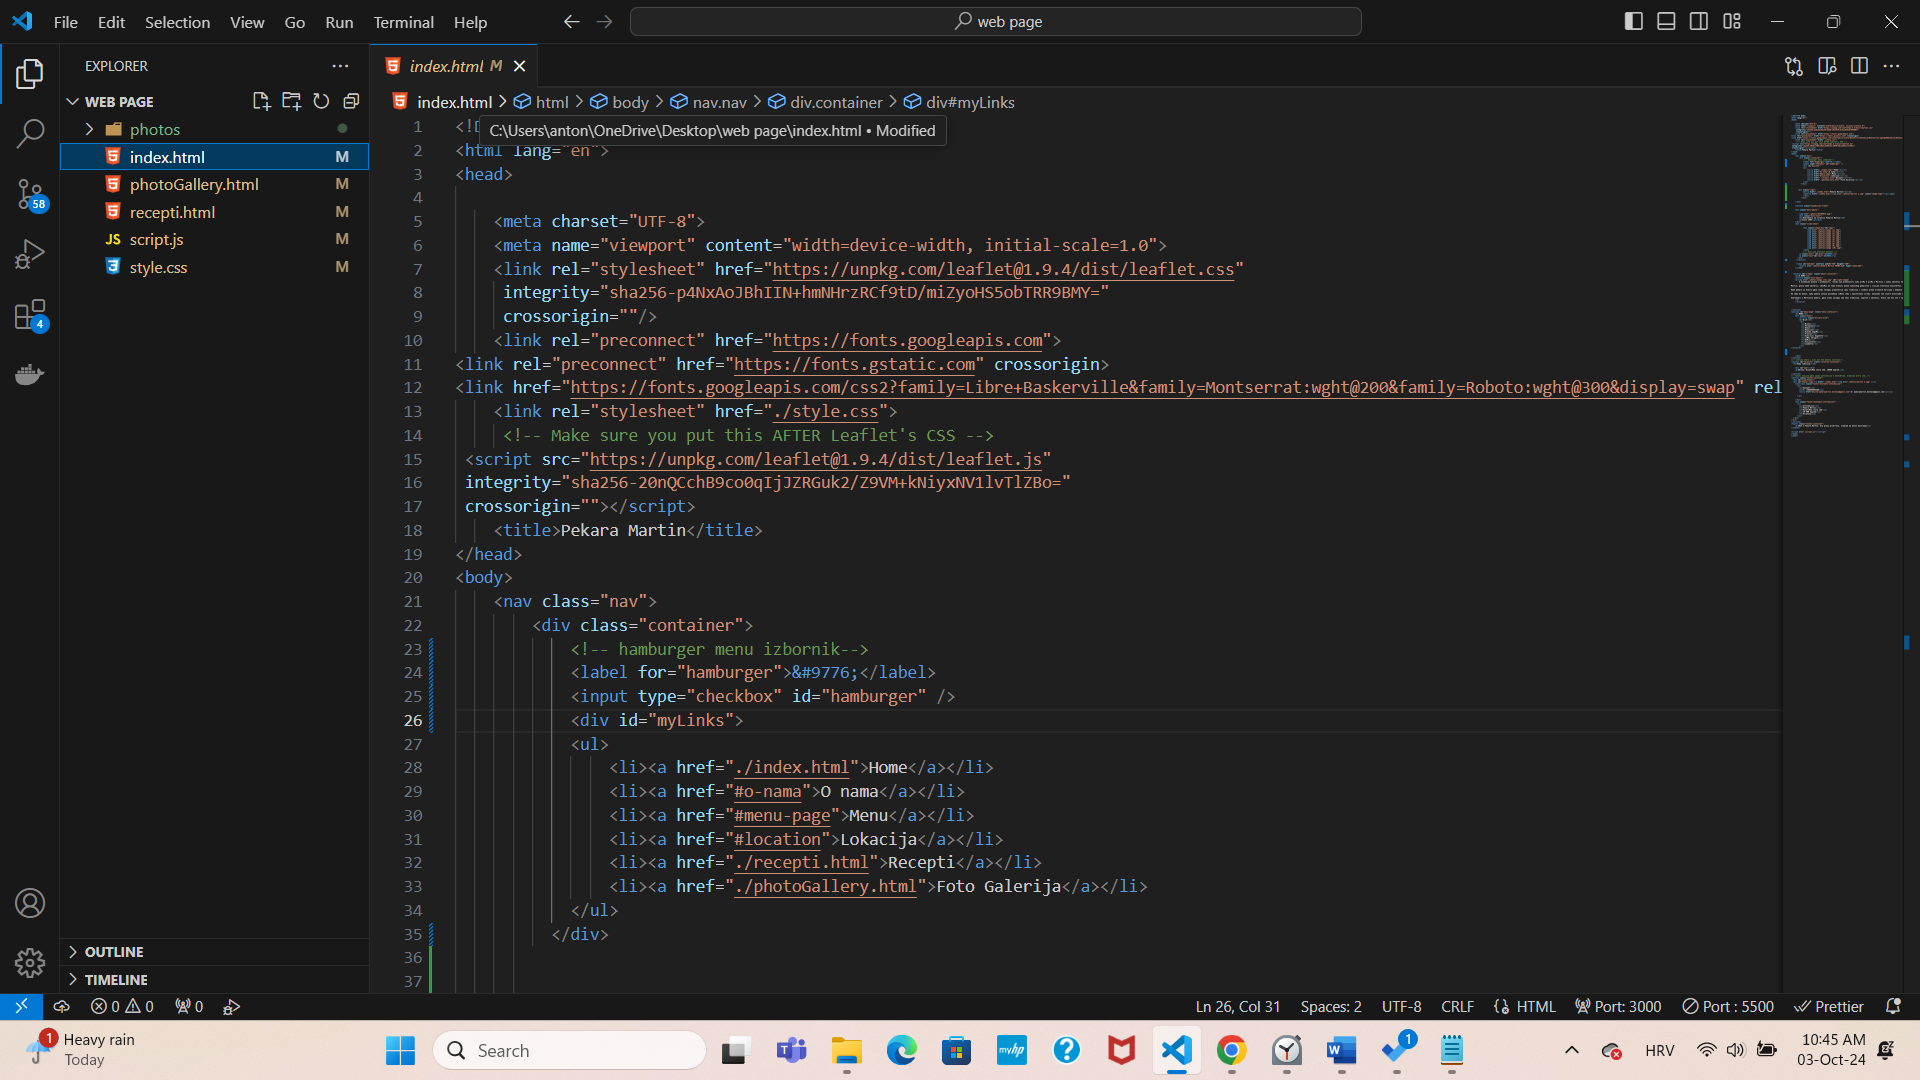 File Edit Selection View Go Run Terminal Help
web page
EXPLORER
index.html M
WEB PAGE
index.html > html > body > nav.nav > div.container > div#myLinks
C:\Users\anton\OneDrive\Desktop\web page\index.html • Modified
photos
index.html M
photoGallery.html M
recepti.html M
JS script.js M
style.css M
58
4
1 <!
2 <html lang="en">
3 <head>
4
5 <meta charset="UTF-8">
6 <meta name="viewport" content="width=device-width, initial-scale=1.0">
7 <link rel="stylesheet" href="https://unpkg.com/leaflet@1.9.4/dist/leaflet.css"
8 integrity="sha256-p4NxAoJBhIIN+hmNHrzRCf9tD/miZyoHS5obTRR9BMY="
9 crossorigin=""/>
10 <link rel="preconnect" href="https://fonts.googleapis.com">
11 <link rel="preconnect" href="https://fonts.gstatic.com" crossorigin>
12 <link href="https://fonts.googleapis.com/css2?family=Libre+Baskerville&family=Montserrat:wght@200&family=Roboto:wght@300&display=swap" rel
13 <link rel="stylesheet" href="./style.css">
14 <!-- Make sure you put this AFTER Leaflet's CSS -->
15 <script src="https://unpkg.com/leaflet@1.9.4/dist/leaflet.js"
16 integrity="sha256-20nQCchB9co0qIjJZRGuk2/Z9VM+kNiyxNV1lvTlZBo="
17 crossorigin=""></script>
18 <title>Pekara Martin</title>
19 </head>
20 <body>
21 <nav class="nav">
22 <div class="container">
23 <!-- hamburger menu izbornik-->
24 <label for="hamburger">&#9776;</label>
25 <input type="checkbox" id="hamburger" />
26 <div id="myLinks">
27 <ul>
28 <li><a href="./index.html">Home</a></li>
29 <li><a href="#o-nama">O nama</a></li>
30 <li><a href="#menu-page">Menu</a></li>
31 <li><a href="#location">Lokacija</a></li>
32 <li><a href="./recepti.html">Recepti</a></li>
33 <li><a href="./photoGallery.html">Foto Galerija</a></li>
34 </ul>
35 </div>
36
37
OUTLINE
TIMELINE
0 0 0 Ln 26, Col 31 Spaces: 2 UTF-8 CRLF {} HTML Port: 3000 Port : 5500 Prettier
1 Heavy rain
Today
Search
myhp
1
HRV
10:45 AM
03-Oct-24